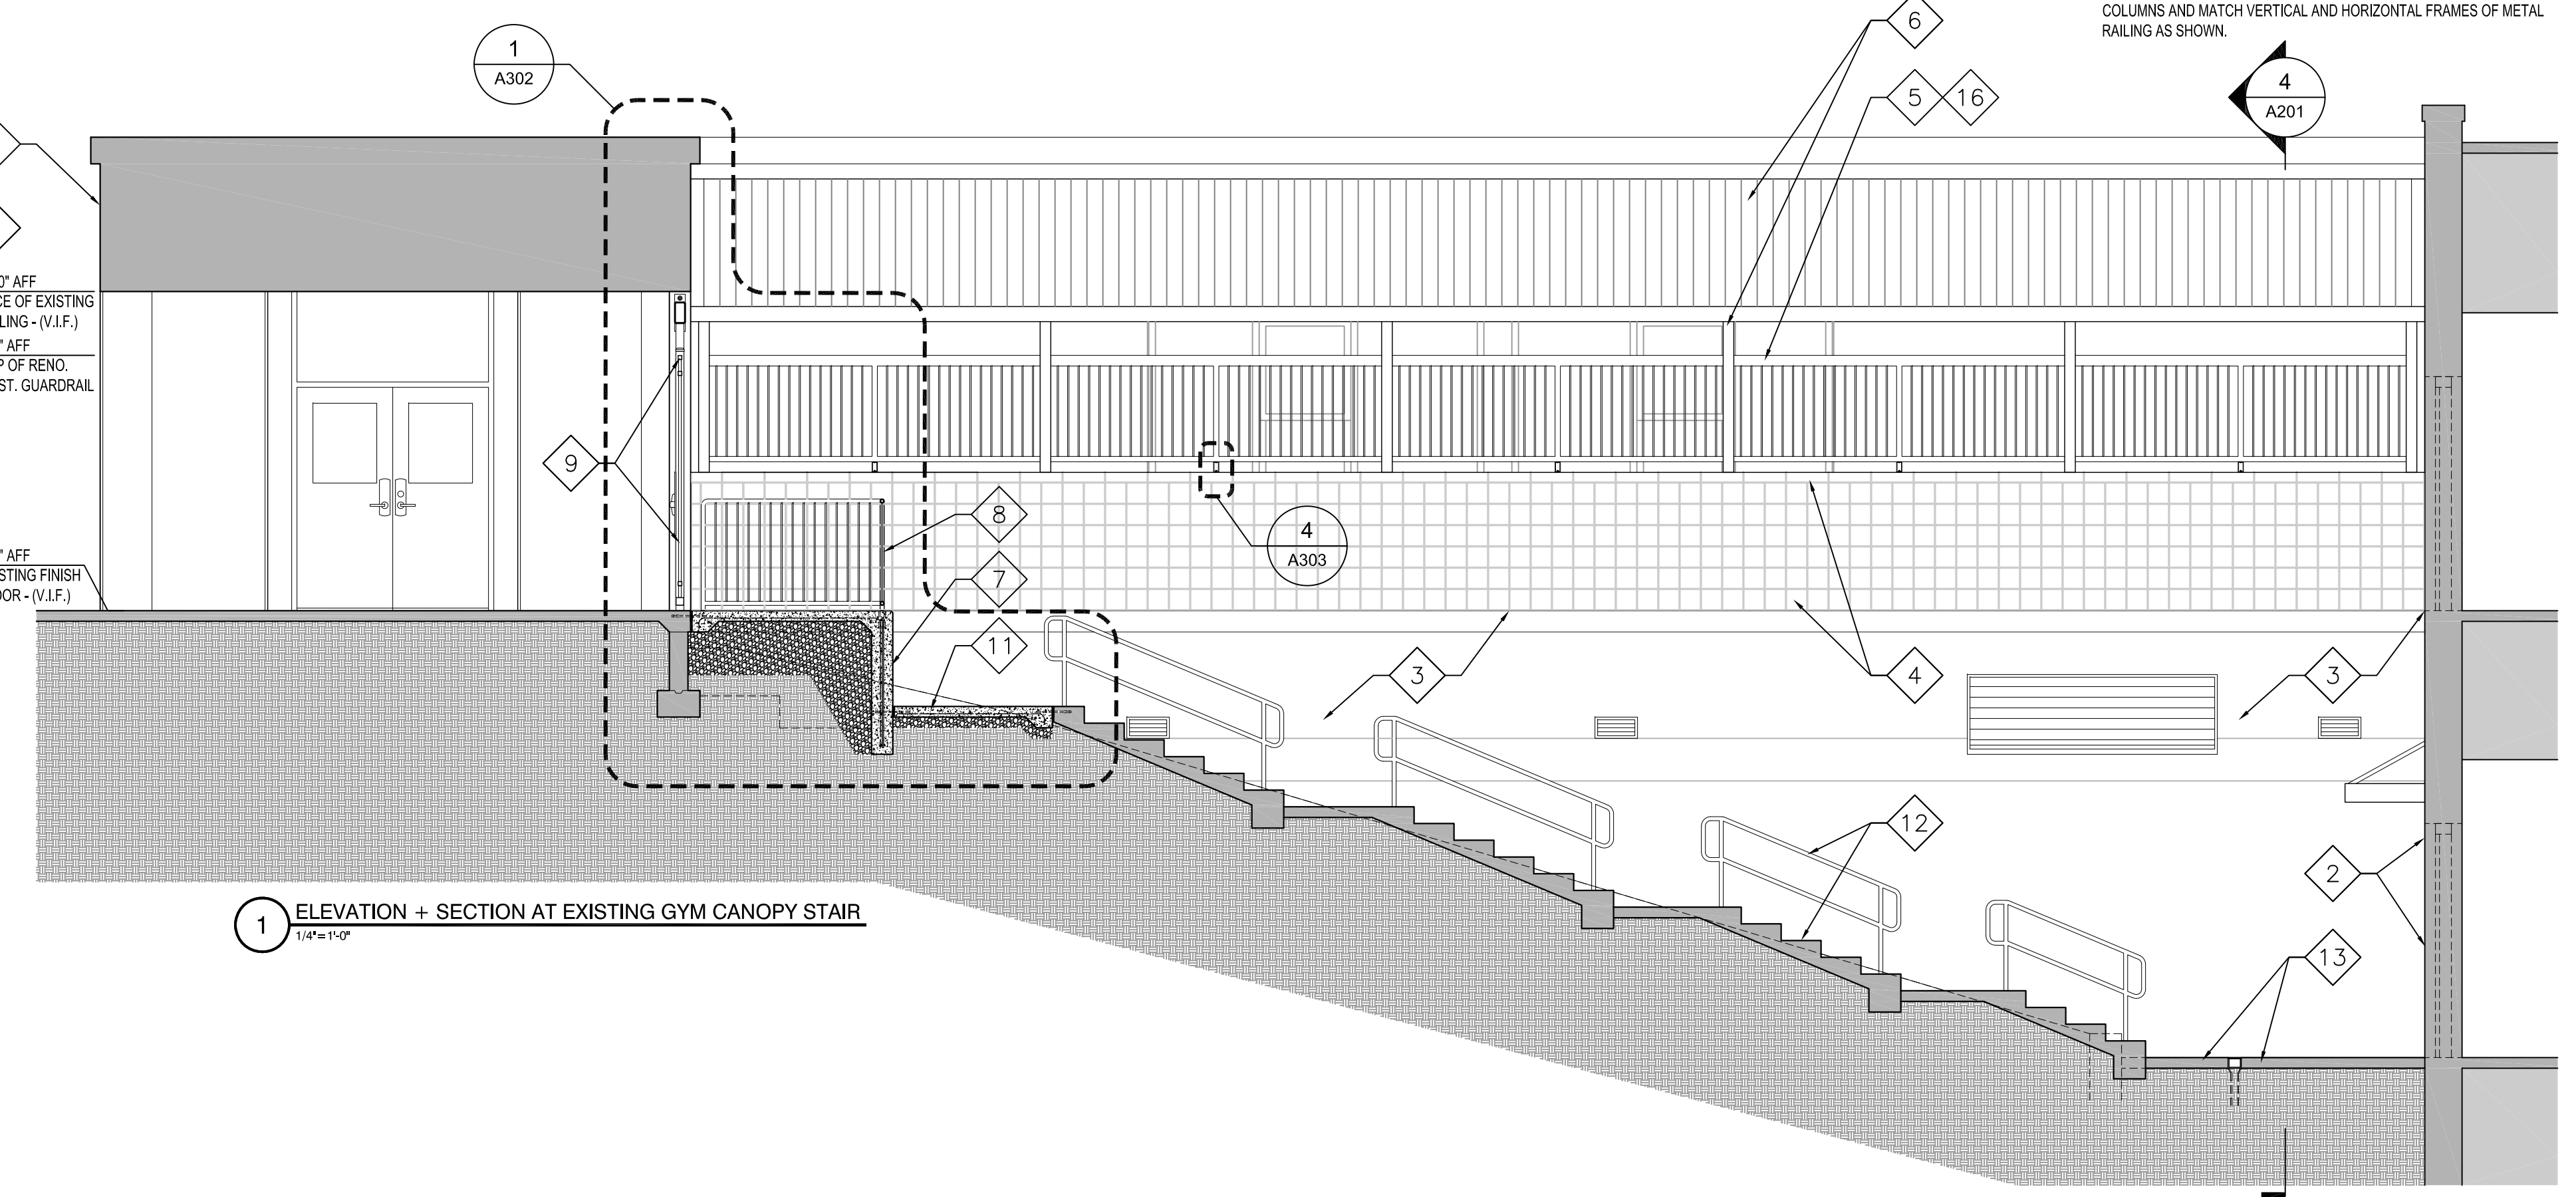 COLUMNS AND MATCH VERTICAL AND HORIZONTAL FRAMES OF METAL
RAILING AS SHOWN.
6
1
A302
5
16
4
A201
0" AFF
CE OF EXISTING
LING - (V.I.F.)
" AFF
P OF RENO.
ST. GUARDRAIL
9
8
4
A303
7
" AFF
STING FINISH
OOR - (V.I.F.)
11
3
4
3
12
2
1
ELEVATION + SECTION AT EXISTING GYM CANOPY STAIR
1/4"=1'-0"
13